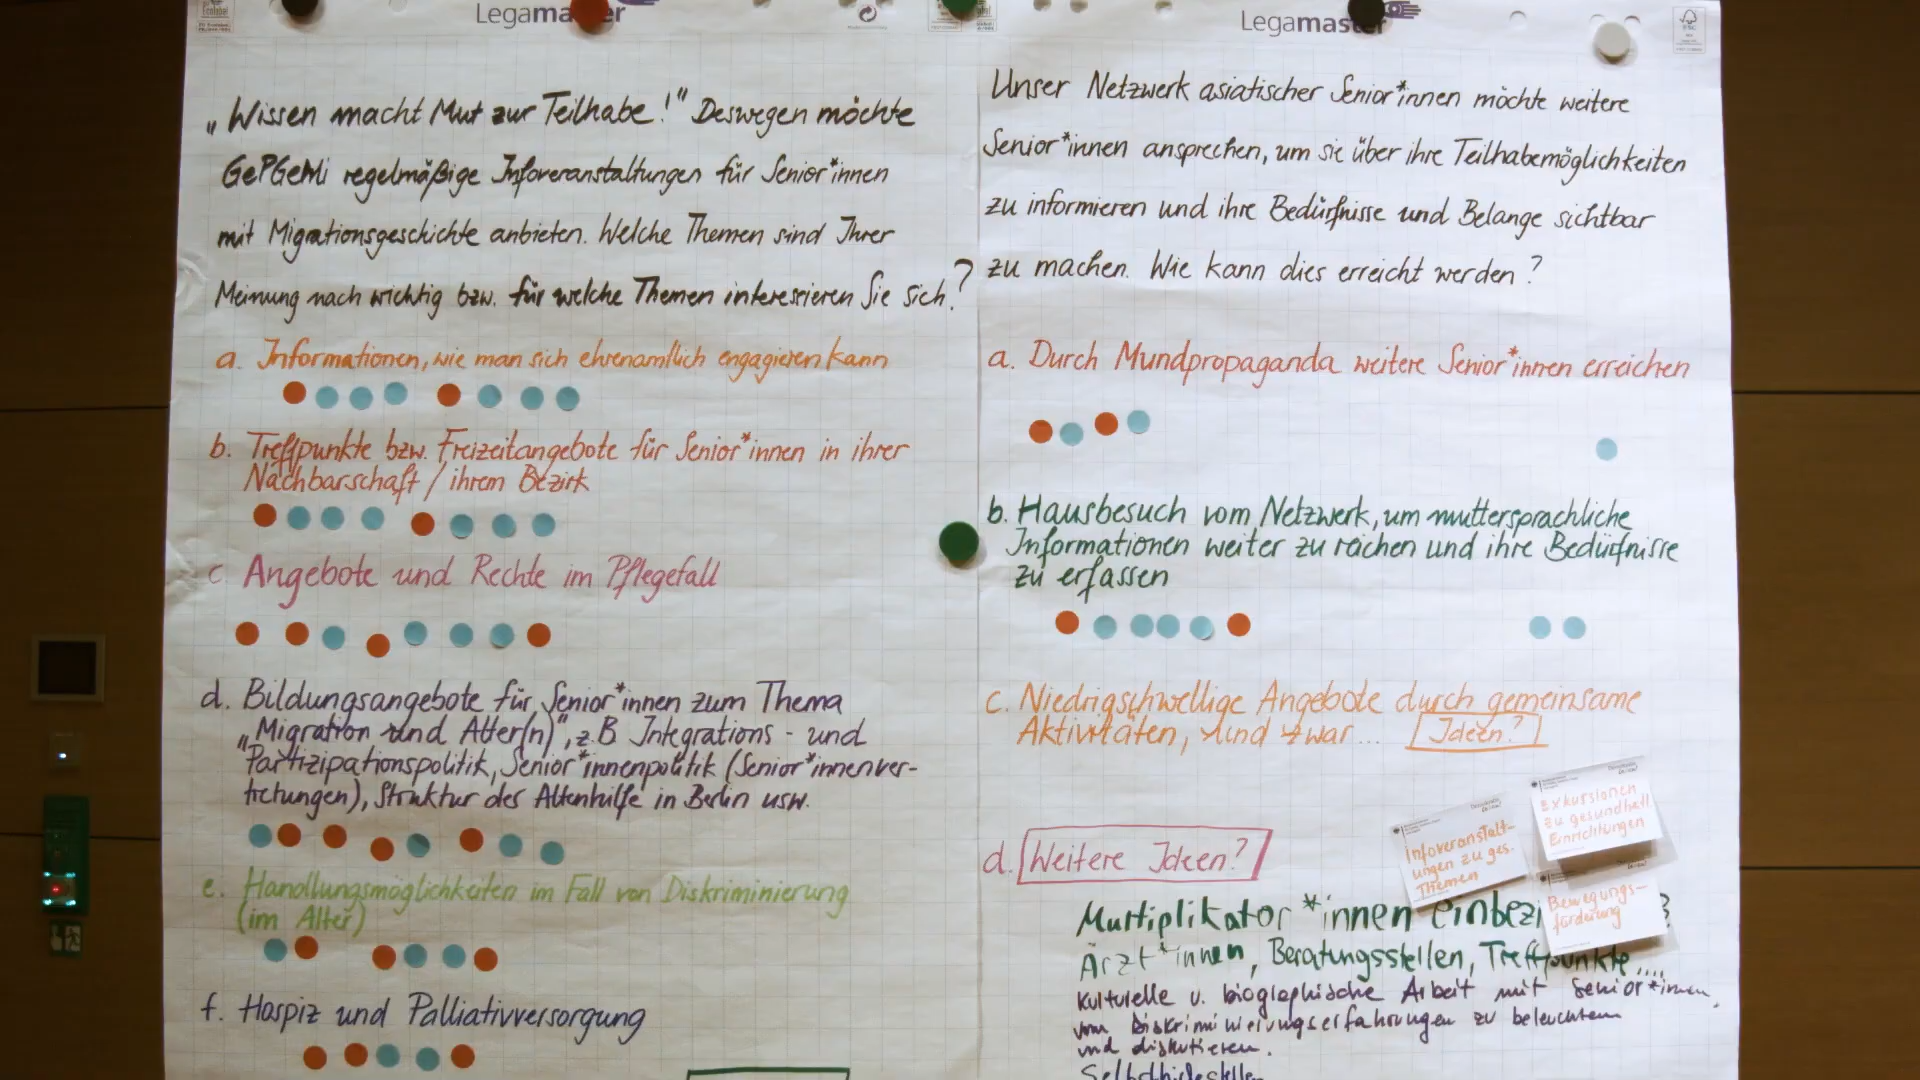 Legamaster
Legamaster
„Wissen macht Mut zur Teilhabe!" Deswegen möchte
GePGeMi regelmäßige Infoveranstaltungen für Senior*innen
mit Migrationsgeschichte anbieten. Welche Themen sind Ihrer
Meinung nach wichtig bzw. für welche Themen interessieren Sie sich?
a. Informationen, wie man sich ehrenamtlich engagieren kann
b. Treffpunkte bzw. Freizeitangebote für Senior*innen in ihrer
Nachbarschaft / ihrem Bezirk
c Angebote und Rechte im Pflegefall
d. Bildungsangebote für Senior*innen zum Thema
„Migration und Alter(n)", z.B Integrations- und
Partizipationspolitik, Senior*innenpolitik (Senior*innenver-
tretungen), Struktur der Altenhilfe in Berlin usw.
e. Handlungsmöglichkeiten im Fall von Diskriminierung
(im Alter)
f. Hospiz und Palliativversorgung
Unser Netzwerk asiatischer Senior*innen möchte weitere
Senior*innen ansprechen, um sie über ihre Teilhabemöglichkeiten
zu informieren und ihre Bedürfnisse und Belange sichtbar
zu machen. Wie kann dies erreicht werden?
a. Durch Mundpropaganda weitere Senior*innen erreichen
b. Hausbesuch vom Netzwerk, um muttersprachliche
Informationen weiter zu reichen und ihre Bedürfnisse
zu erfassen
c. Niedrigschwellige Angebote durch gemeinsame
Aktivitäten, und zwar... Ideen?
Infoveranstalt-
ungen zu ges.
Themen
Exkursionen
zu gesundheitl
Einrichtungen
Bewegungs-
förderung
d. Weitere Ideen?
Multiplikator*innen einbezi
Ärzt*innen, Beratungsstellen, Treffpunkte....
Kulturelle u. biographische Arbeit mit Senior*innen,
um Diskriminierungserfahrungen zu beleuchten
und diskutieren.